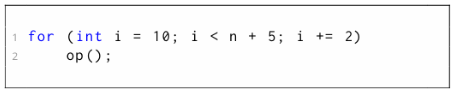 1 for (int i = 10; i < n + 5; i += 2)
2     op();